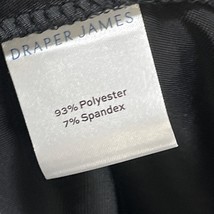 DRAPER JAMES
93% Polyester
7% Spandex